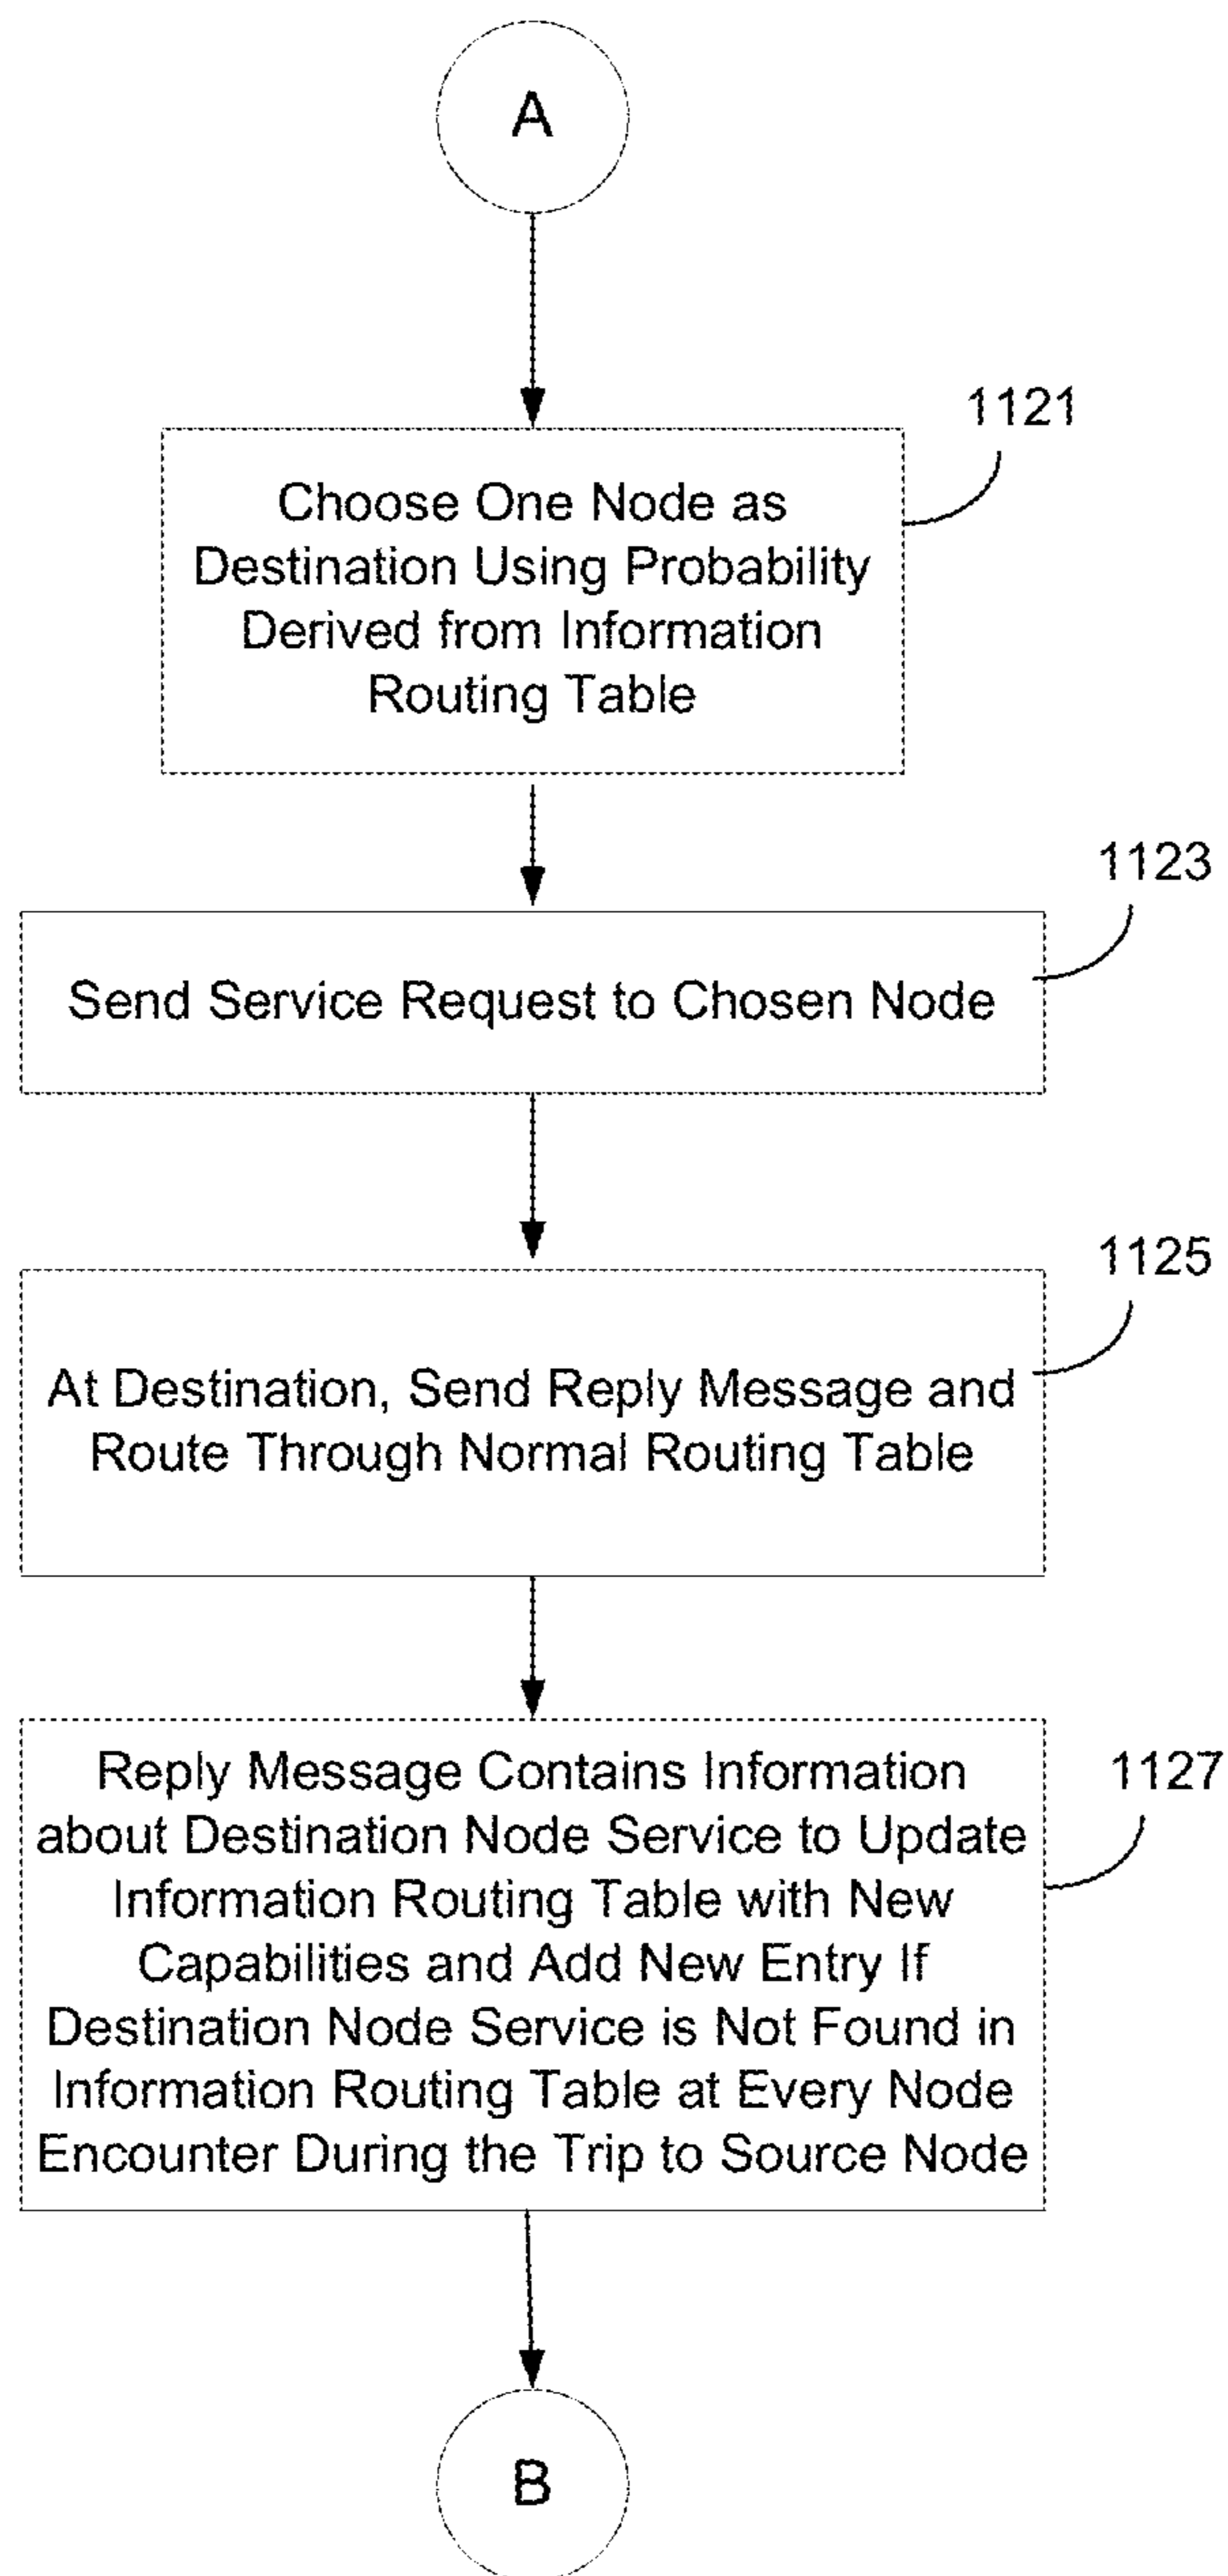 A
1121
Choose One Node as
Destination Using Probability
Derived from Information
Routing Table
1123
Send Service Request to Chosen Node
1125
At Destination, Send Reply Message and
Route Through Normal Routing Table
1127
Reply Message Contains Information
about Destination Node Service to Update
Information Routing Table with New
Capabilities and Add New Entry If
Destination Node Service is Not Found in
Information Routing Table at Every Node
Encounter During the Trip to Source Node
B